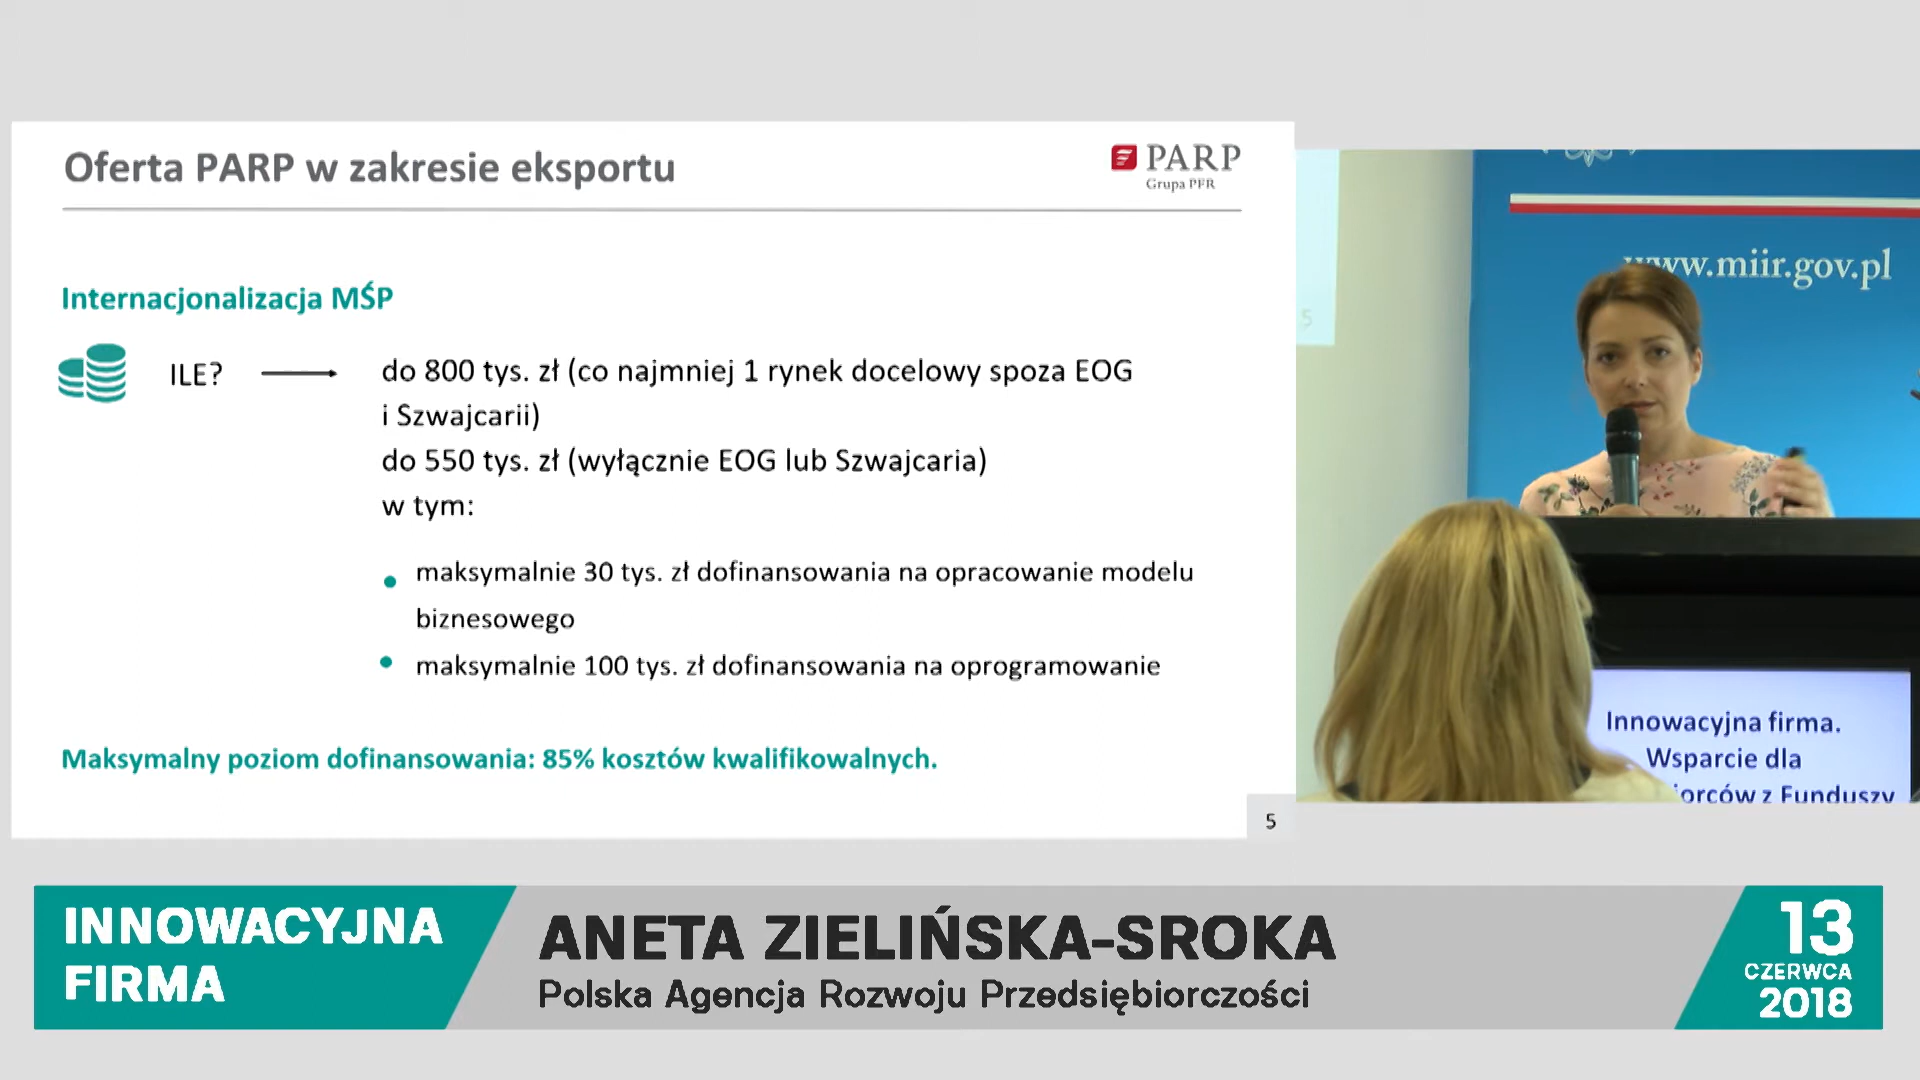 Oferta PARP w zakresie eksportu
PARP
Grupa PFR
Internacjonalizacja MŚP
ILE?
do 800 tys. zł (co najmniej 1 rynek docelowy spoza EOG
i Szwajcarii)
do 550 tys. zł (wyłącznie EOG lub Szwajcaria)
w tym:
maksymalnie 30 tys. zł dofinansowania na opracowanie modelu
biznesowego
maksymalnie 100 tys. zł dofinansowania na oprogramowanie
Maksymalny poziom dofinansowania: 85% kosztów kwalifikowalnych.
5
5
www.miir.gov.pl
Innowacyjna firma.
Wsparcie dla
iorców z Funduszy
INNOWACYJNA
FIRMA
ANETA ZIELIŃSKA-SROKA
Polska Agencja Rozwoju Przedsiębiorczości
13
CZERWCA
2018